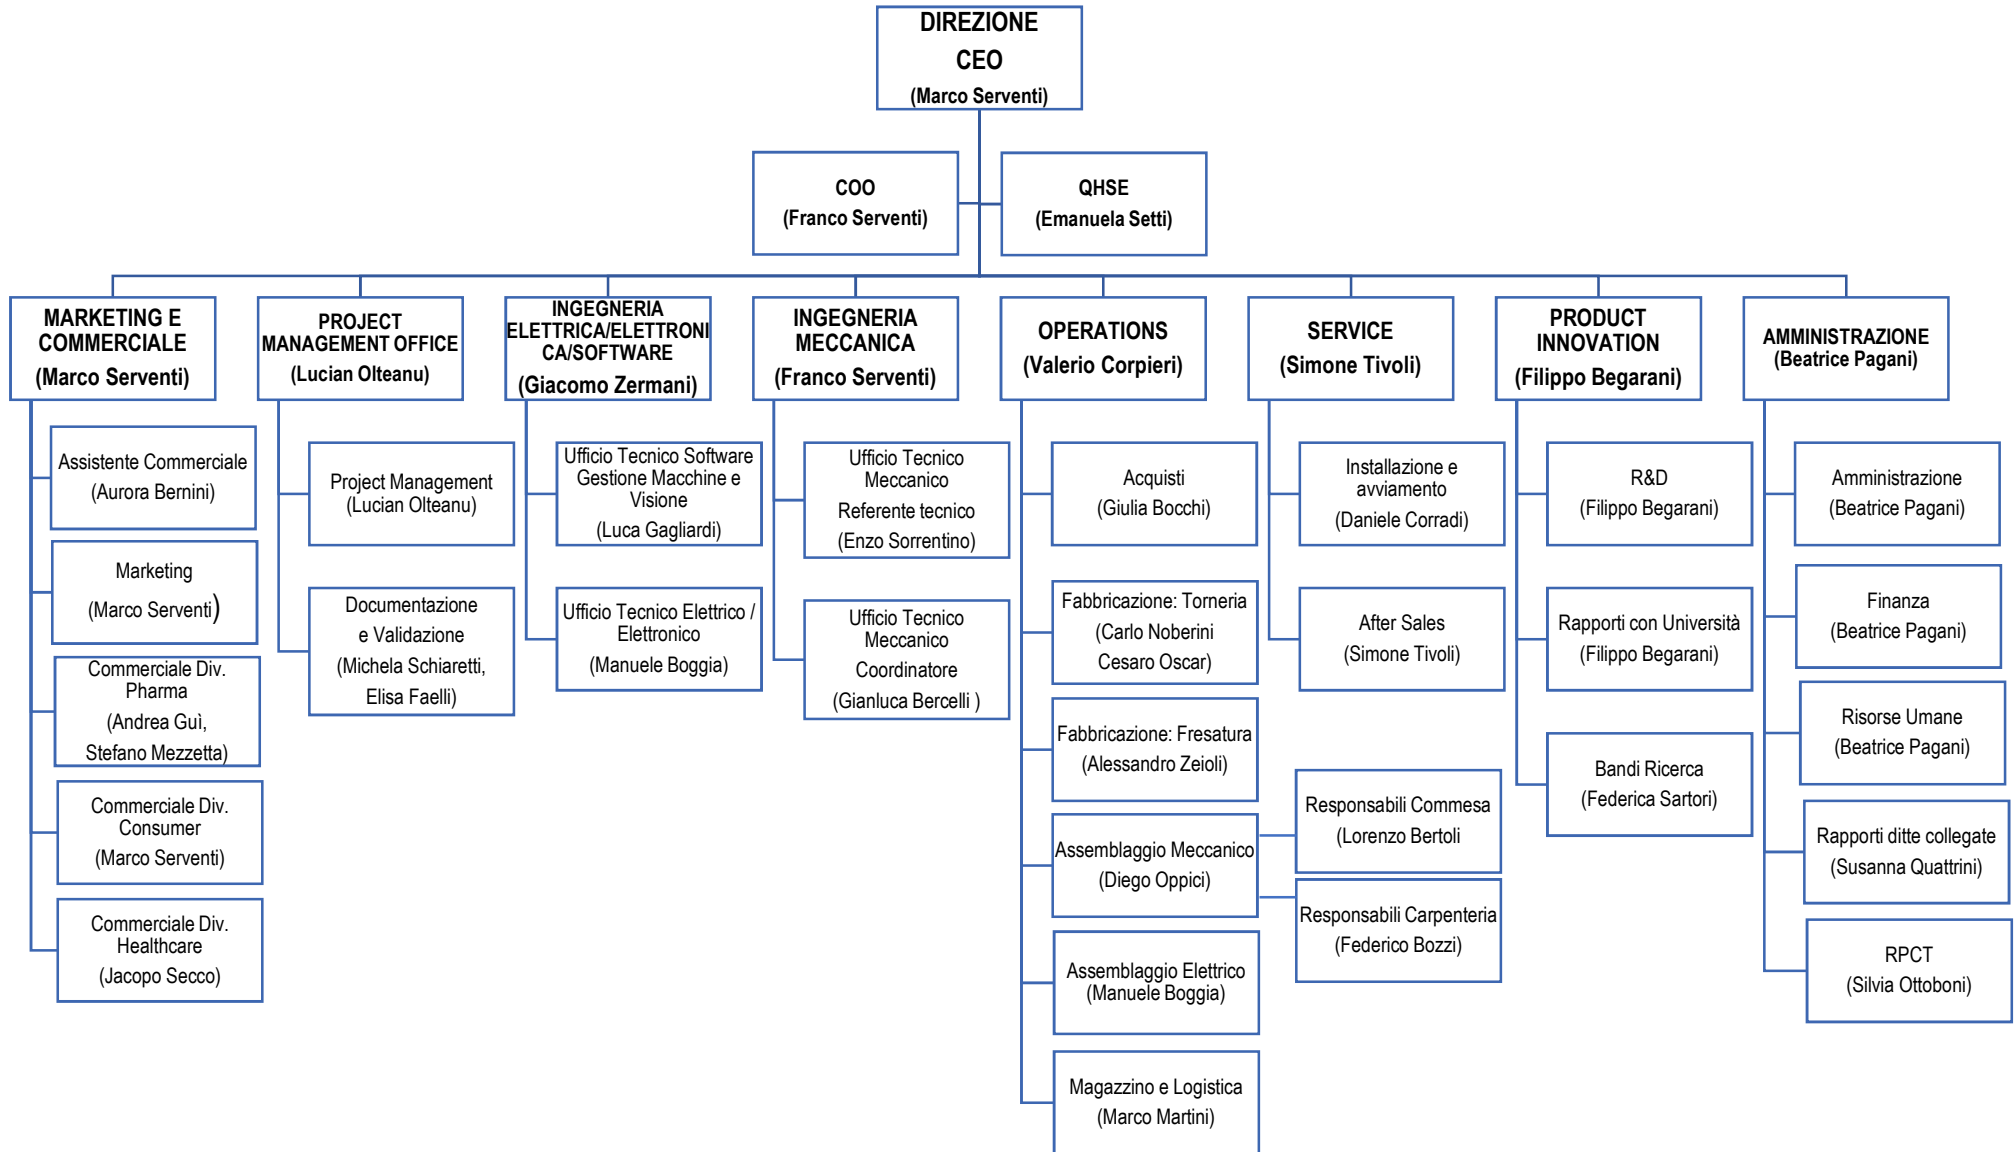 DIREZIONE
CEO
(Marco Serventi)
COO
(Franco Serventi)
QHSE
(Emanuela Setti)
MARKETING E
COMMERCIALE
(Marco Serventi)
PROJECT
MANAGEMENT OFFICE
(Lucian Olteanu)
INGEGNERIA
ELETTRICA/ELETTRONI
CA/SOFTWARE
(Giacomo Zermani)
INGEGNERIA
MECCANICA
(Franco Serventi)
OPERATIONS
(Valerio Corpieri)
SERVICE
(Simone Tivoli)
PRODUCT
INNOVATION
(Filippo Begarani)
AMMINISTRAZIONE
(Beatrice Pagani)
Assistente Commerciale
(Aurora Bernini)
Marketing
(Marco Serventi)
Commerciale Div.
Pharma
(Andrea Guì,
Stefano Mezzetta)
Commerciale Div.
Consumer
(Marco Serventi)
Commerciale Div.
Healthcare
(Jacopo Secco)
Project Management
(Lucian Olteanu)
Documentazione
e Validazione
(Michela Schiaretti,
Elisa Faelli)
Ufficio Tecnico Software
Gestione Macchine e
Visione
(Luca Gagliardi)
Ufficio Tecnico Elettrico /
Elettronico
(Manuele Boggia)
Ufficio Tecnico
Meccanico
Referente tecnico
(Enzo Sorrentino)
Ufficio Tecnico
Meccanico
Coordinatore
(Gianluca Bercelli )
Acquisti
(Giulia Bocchi)
Fabbricazione: Torneria
(Carlo Noberini
Cesaro Oscar)
Fabbricazione: Fresatura
(Alessandro Zeioli)
Assemblaggio Meccanico
(Diego Oppici)
Responsabili Commesa
(Lorenzo Bertoli
Responsabili Carpenteria
(Federico Bozzi)
Assemblaggio Elettrico
(Manuele Boggia)
Magazzino e Logistica
(Marco Martini)
Installazione e
avviamento
(Daniele Corradi)
After Sales
(Simone Tivoli)
R&D
(Filippo Begarani)
Rapporti con Università
(Filippo Begarani)
Bandi Ricerca
(Federica Sartori)
Amministrazione
(Beatrice Pagani)
Finanza
(Beatrice Pagani)
Risorse Umane
(Beatrice Pagani)
Rapporti ditte collegate
(Susanna Quattrini)
RPCT
(Silvia Ottoboni)